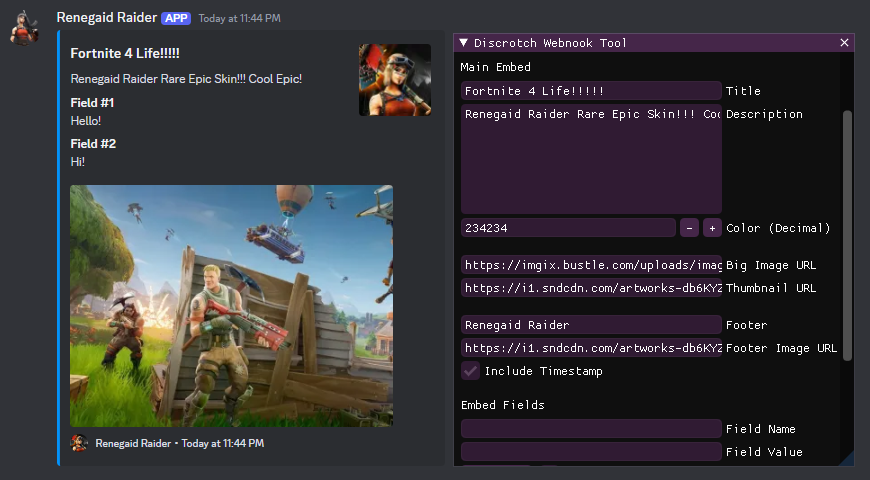 Renegaid Raider APP Today at 11:44 PM
Fortnite 4 Life!!!!!
Renegaid Raider Rare Epic Skin!!! Cool Epic!
Field #1
Hello!
Field #2
Hi!
Renegaid Raider • Today at 11:44 PM
Discrotch Webnook Tool
Main Embed
Fortnite 4 Life!!!!! Title
Renegaid Raider Rare Epic Skin!!! Coo Description
234234 - + Color (Decimal)
https://imgix.bustle.com/uploads/imag Big Image URL
https://i1.sndcdn.com/artworks-db6KYZ Thumbnail URL
Renegaid Raider Footer
https://i1.sndcdn.com/artworks-db6KYZ Footer Image URL
Include Timestamp
Embed Fields
Field Name
Field Value